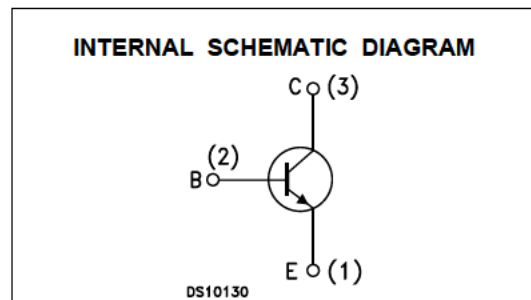 INTERNAL SCHEMATIC DIAGRAM
C (3)
(2)
B
E (1)
DS10130